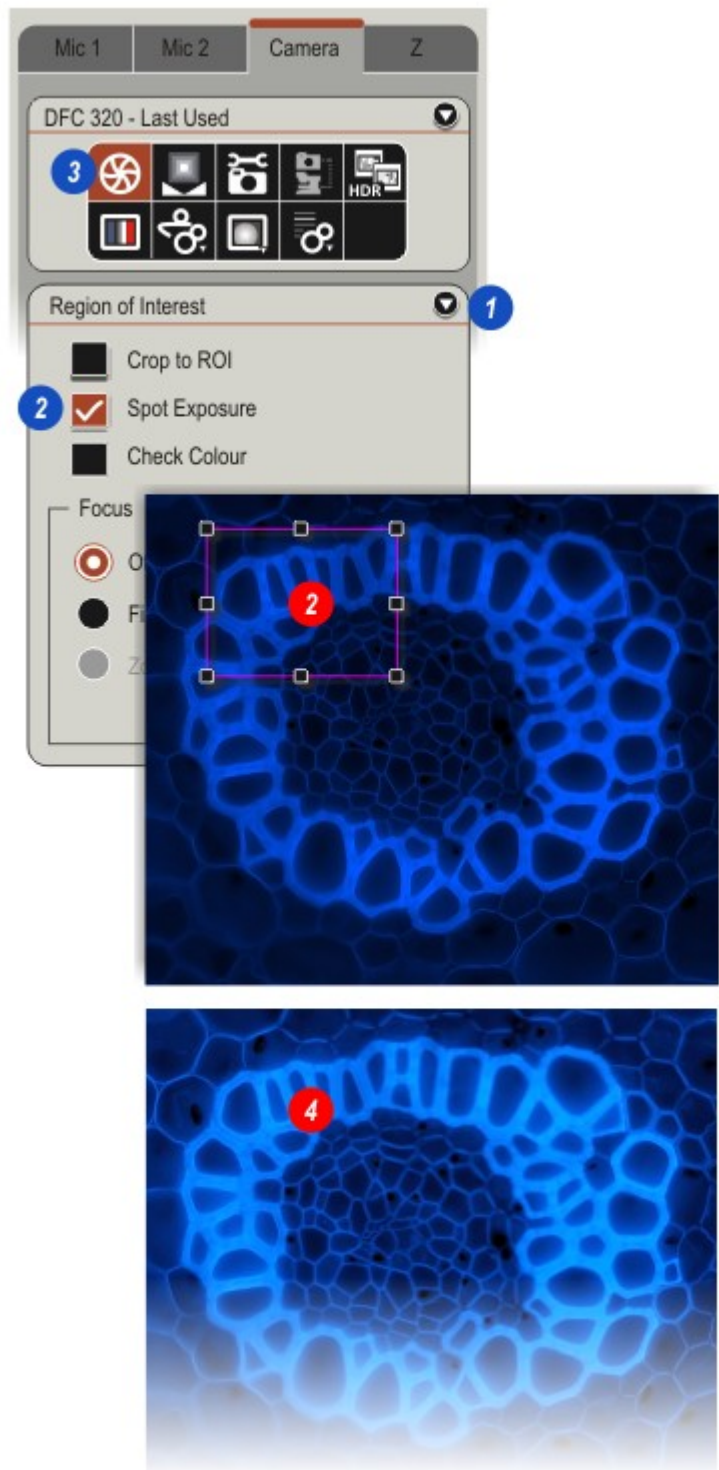 Mic 1 Mic 2 Camera Z
DFC 320 - Last Used
3
HDR
Region of Interest
1
Crop to ROI
2 Spot Exposure
Check Colour
Focus
2
4